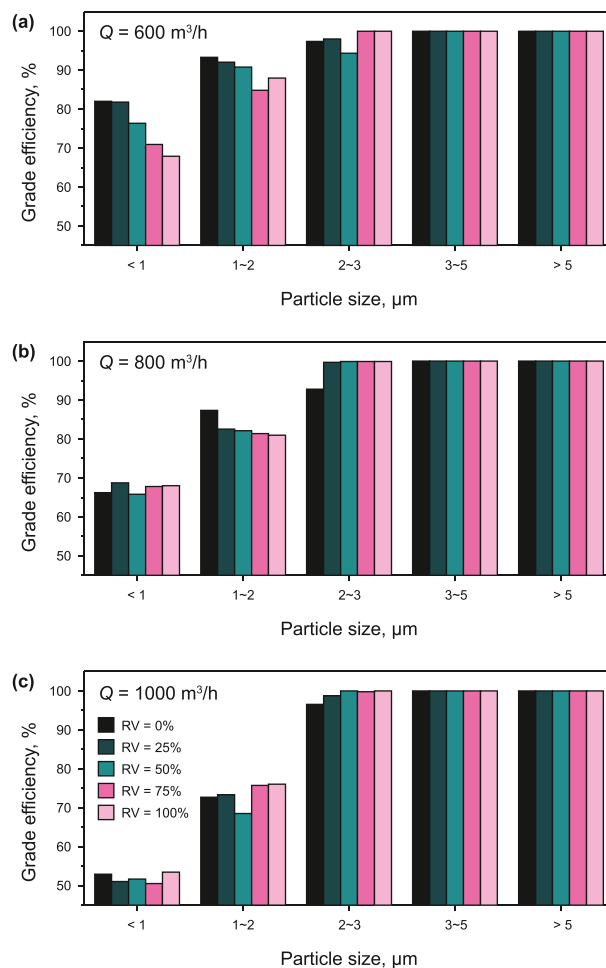 (a)
Q = 600 m³/h
Grade efficiency, %
100
90
80
70
60
50
< 1
1~2
2~3
3~5
> 5
Particle size, µm
(b)
Q = 800 m³/h
Grade efficiency, %
100
90
80
70
60
50
< 1
1~2
2~3
3~5
> 5
Particle size, µm
(c)
Q = 1000 m³/h
Grade efficiency, %
100
90
80
70
60
50
RV = 0%
RV = 25%
RV = 50%
RV = 75%
RV = 100%
< 1
1~2
2~3
3~5
> 5
Particle size, µm